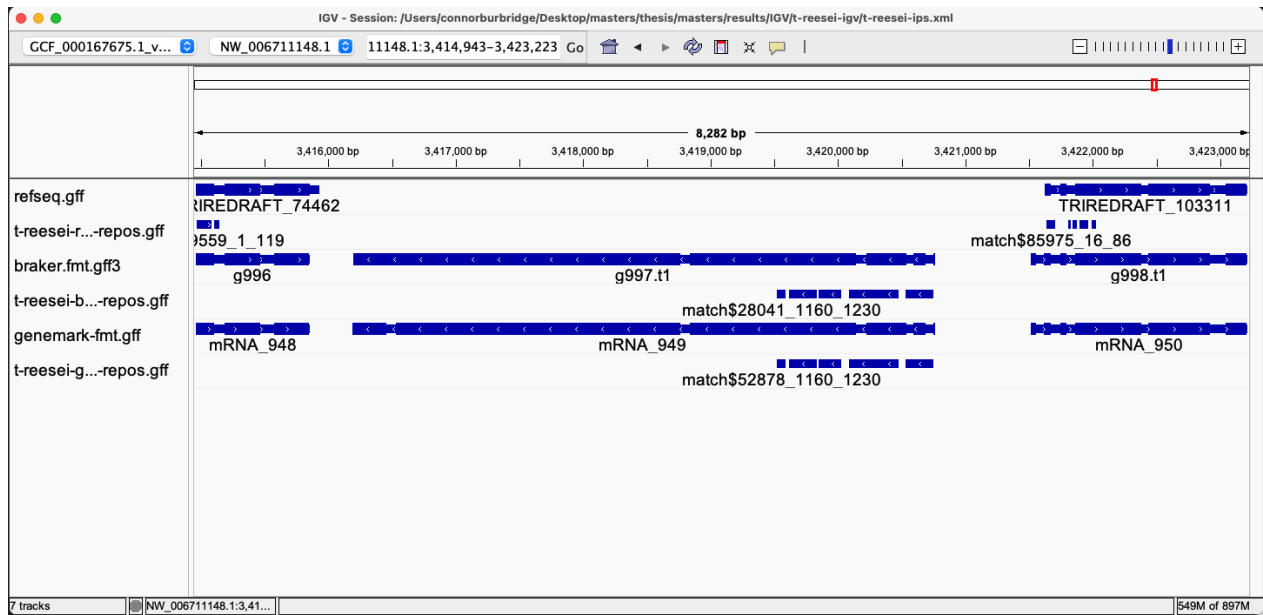 IGV - Session: /Users/connorburbridge/Desktop/masters/thesis/masters/results/IGV/t-reesei-igv/t-reesei-ips.xml
GCF_000167675.1_v... NW_006711148.1 11148.1:3,414,943-3,423,223 Go
8,282 bp
3,416,000 bp 3,417,000 bp 3,418,000 bp 3,419,000 bp 3,420,000 bp 3,421,000 bp 3,422,000 bp 3,423,000 bp
refseq.gff
RIREDRAFT_74462 TRIREDRAFT_103311
t-reesei-r...-repos.gff
9559_1_119 match$85975_16_86
braker.fmt.gff3
g996 g997.t1 g998.t1
t-reesei-b...-repos.gff
match$28041_1160_1230
genemark-fmt.gff
mRNA_948 mRNA_949 mRNA_950
t-reesei-g...-repos.gff
match$52878_1160_1230
7 tracks NW_006711148.1:3,41... 549M of 897M